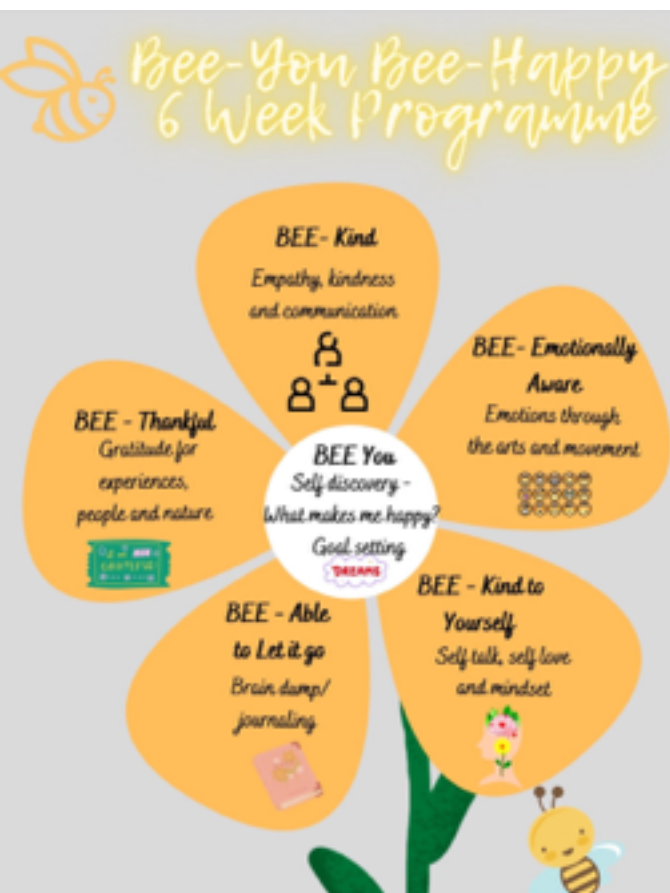 Bee-You Bee-Happy
6 Week Programme
BEE- Kind
Empathy, kindness
and communication
BEE- Emotionally
Aware
Emotions through
the arts and movement
BEE - Thankful
Gratitude for
experiences,
people and nature
BEE You
Self discovery -
What makes me happy?
Goal setting
DREAMS
BEE - Kind to
Yourself
Self talk, self love
and mindset
BEE - Able
to Let it go
Brain dump/
journaling